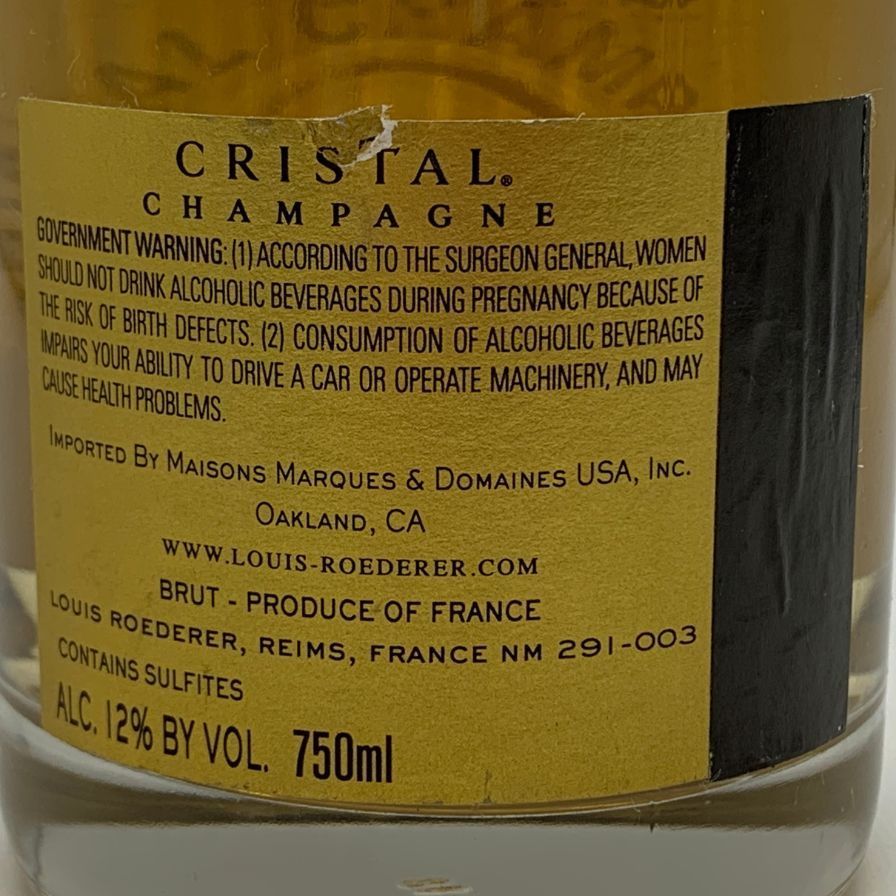 CRISTAL®
CHAMPAGNE
GOVERNMENT WARNING: (1) ACCORDING TO THE SURGEON GENERAL, WOMEN
SHOULD NOT DRINK ALCOHOLIC BEVERAGES DURING PREGNANCY BECAUSE OF
THE RISK OF BIRTH DEFECTS. (2) CONSUMPTION OF ALCOHOLIC BEVERAGES
IMPAIRS YOUR ABILITY TO DRIVE A CAR OR OPERATE MACHINERY, AND MAY
CAUSE HEALTH PROBLEMS.
IMPORTED BY MAISONS MARQUES & DOMAINES USA, INC.
OAKLAND, CA
WWW.LOUIS-ROEDERER.COM
BRUT - PRODUCE OF FRANCE
LOUIS ROEDERER, REIMS, FRANCE NM 291-003
CONTAINS SULFITES
ALC. 12% BY VOL. 750ml